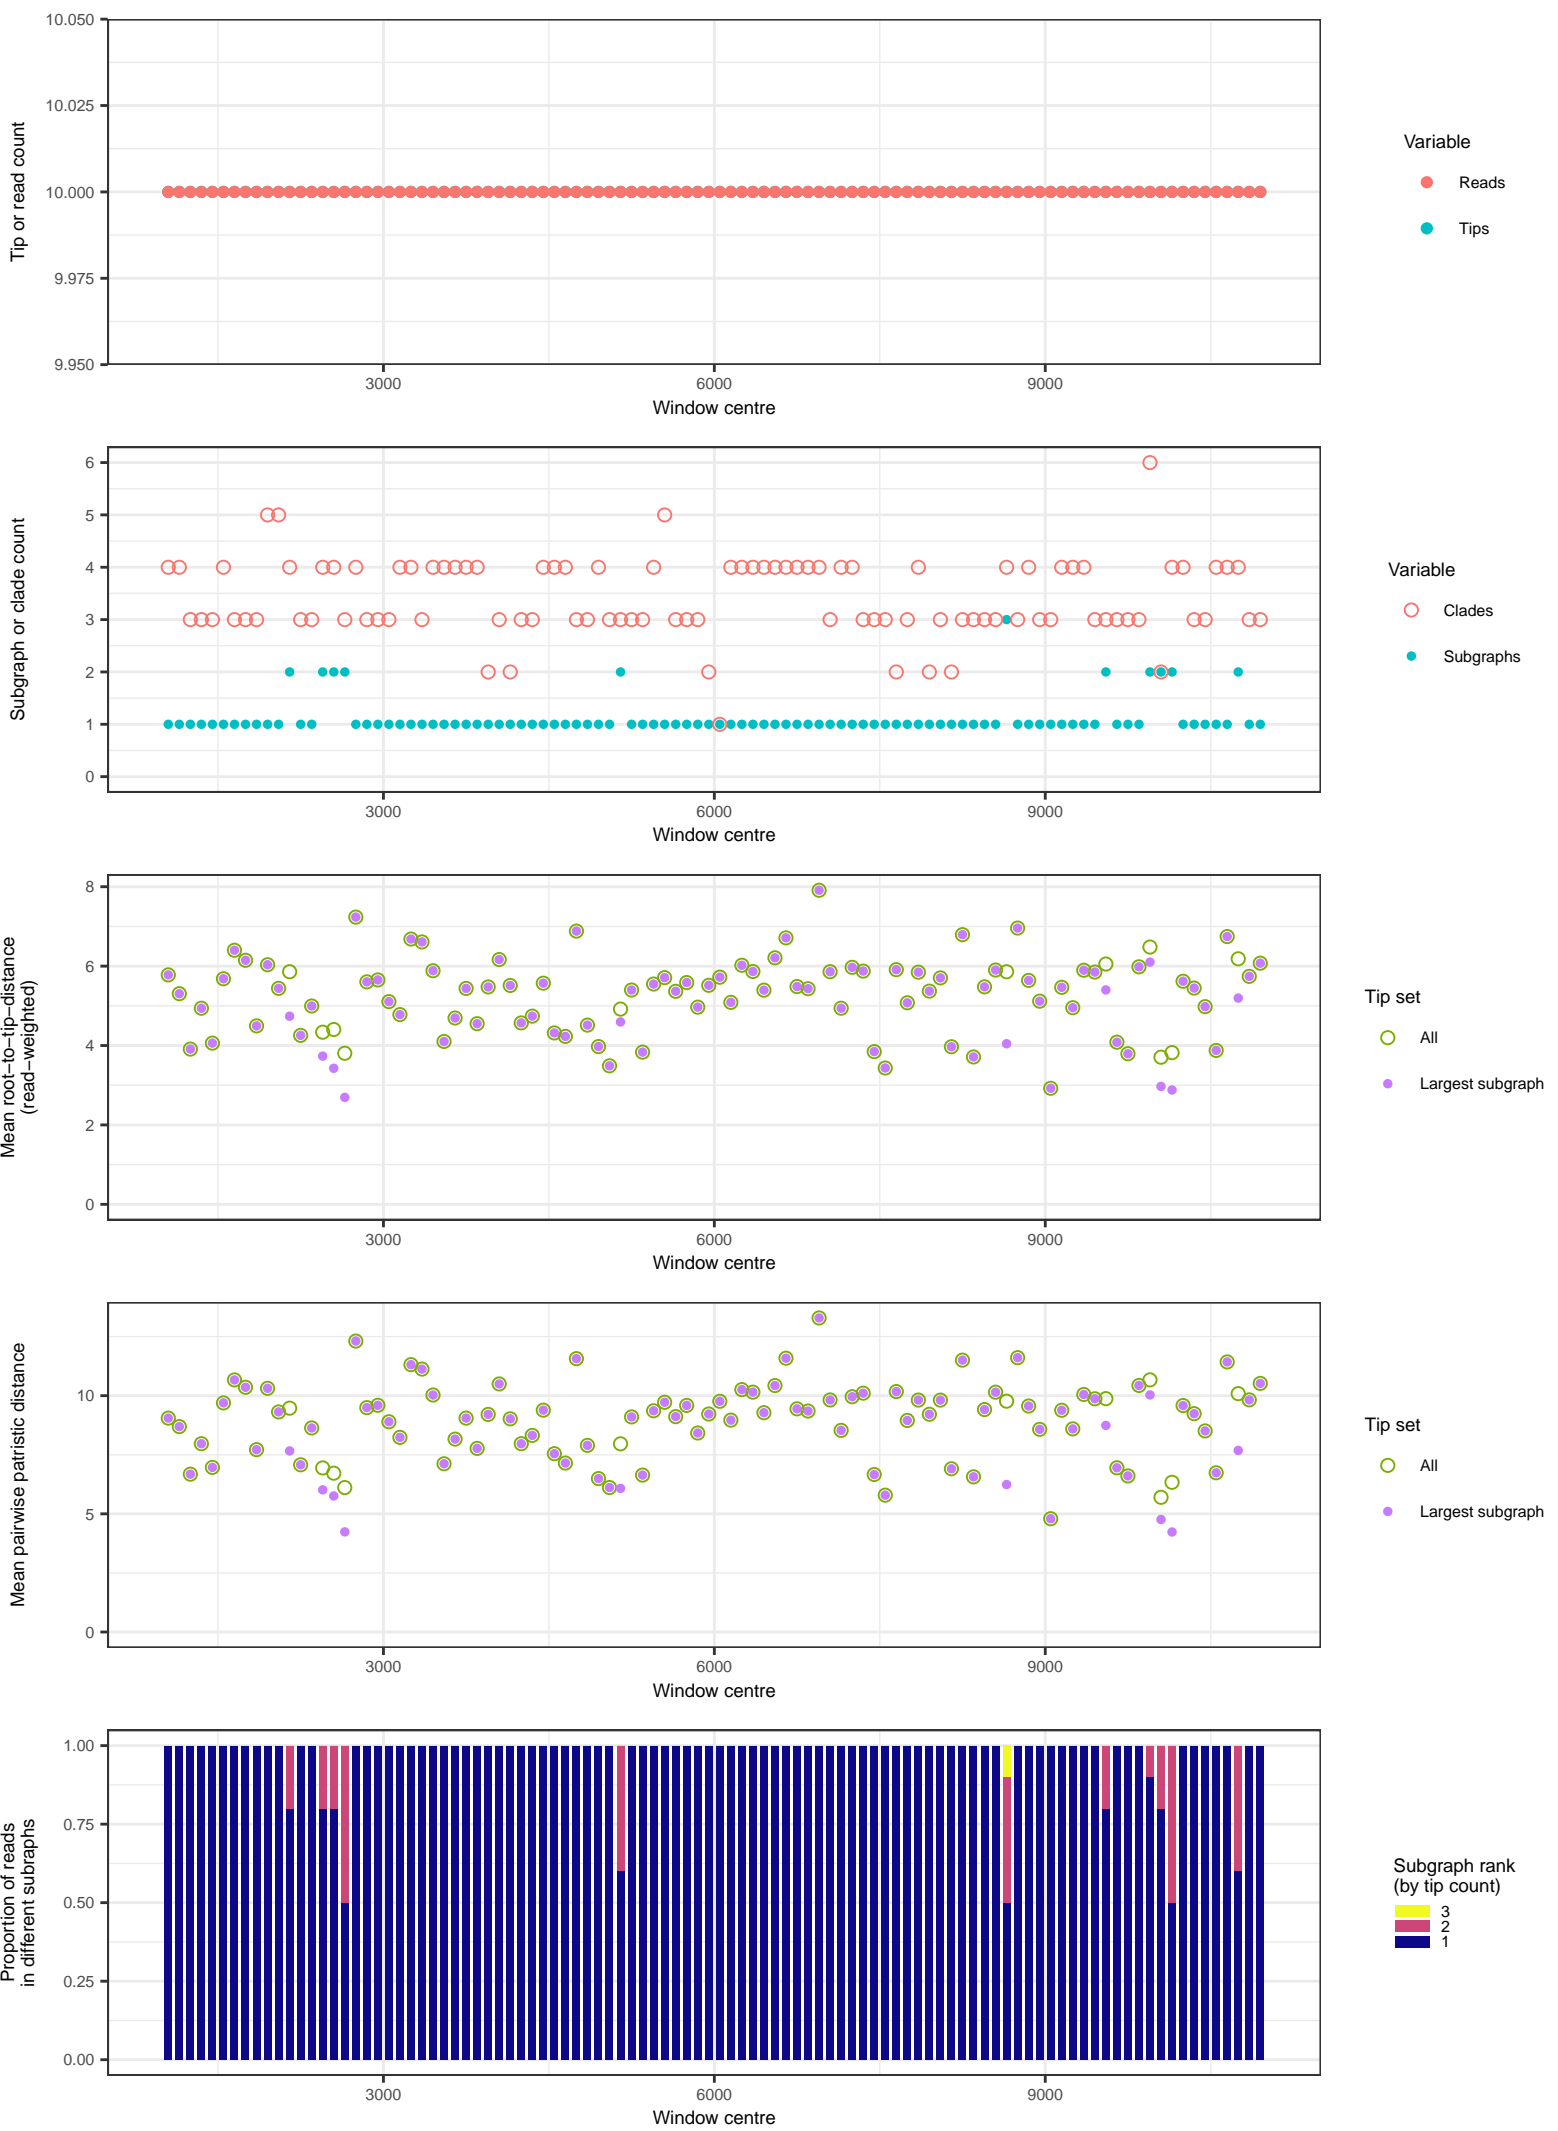 10.050
10.025
10.000
9.975
9.950
Tip or read count
3000 6000 9000
Window centre
Variable
Reads
Tips
6
5
4
3
2
1
0
Subgraph or clade count
3000 6000 9000
Window centre
Variable
Clades
Subgraphs
8
6
4
2
0
Mean root−to−tip−distance
(read−weighted)
3000 6000 9000
Window centre
Tip set
All
Largest subgraph
10
5
0
Mean pairwise patristic distance
3000 6000 9000
Window centre
Tip set
All
Largest subgraph
1.00
0.75
0.50
0.25
0.00
Proportion of reads
in different subraphs
3000 6000 9000
Window centre
Subgraph rank
(by tip count)
3
2
1